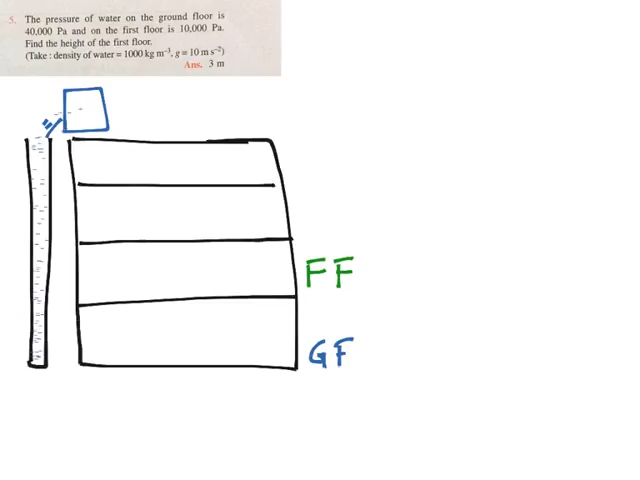 5. The pressure of water on the ground floor is
40,000 Pa and on the first floor is 10,000 Pa.
Find the height of the first floor.
(Take : density of water = 1000 kg m⁻³, g = 10 m s⁻²)
Ans. 3 m
FF
GF